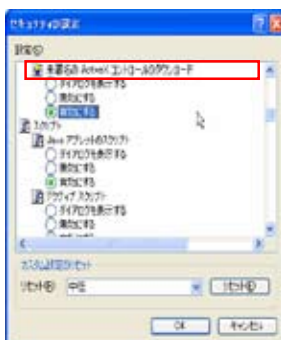 セキュリティの設定
設定(S):
未署名の ActiveX コントロールのダウンロード
ダイアログを表示する
無効にする
有効にする
スクリプト
Java アプレットのスクリプト
ダイアログを表示する
無効にする
有効にする
アクティブ スクリプト
ダイアログを表示する
無効にする
カスタム設定のリセット
リセット(R)
リセット(E)
OK
キャンセル